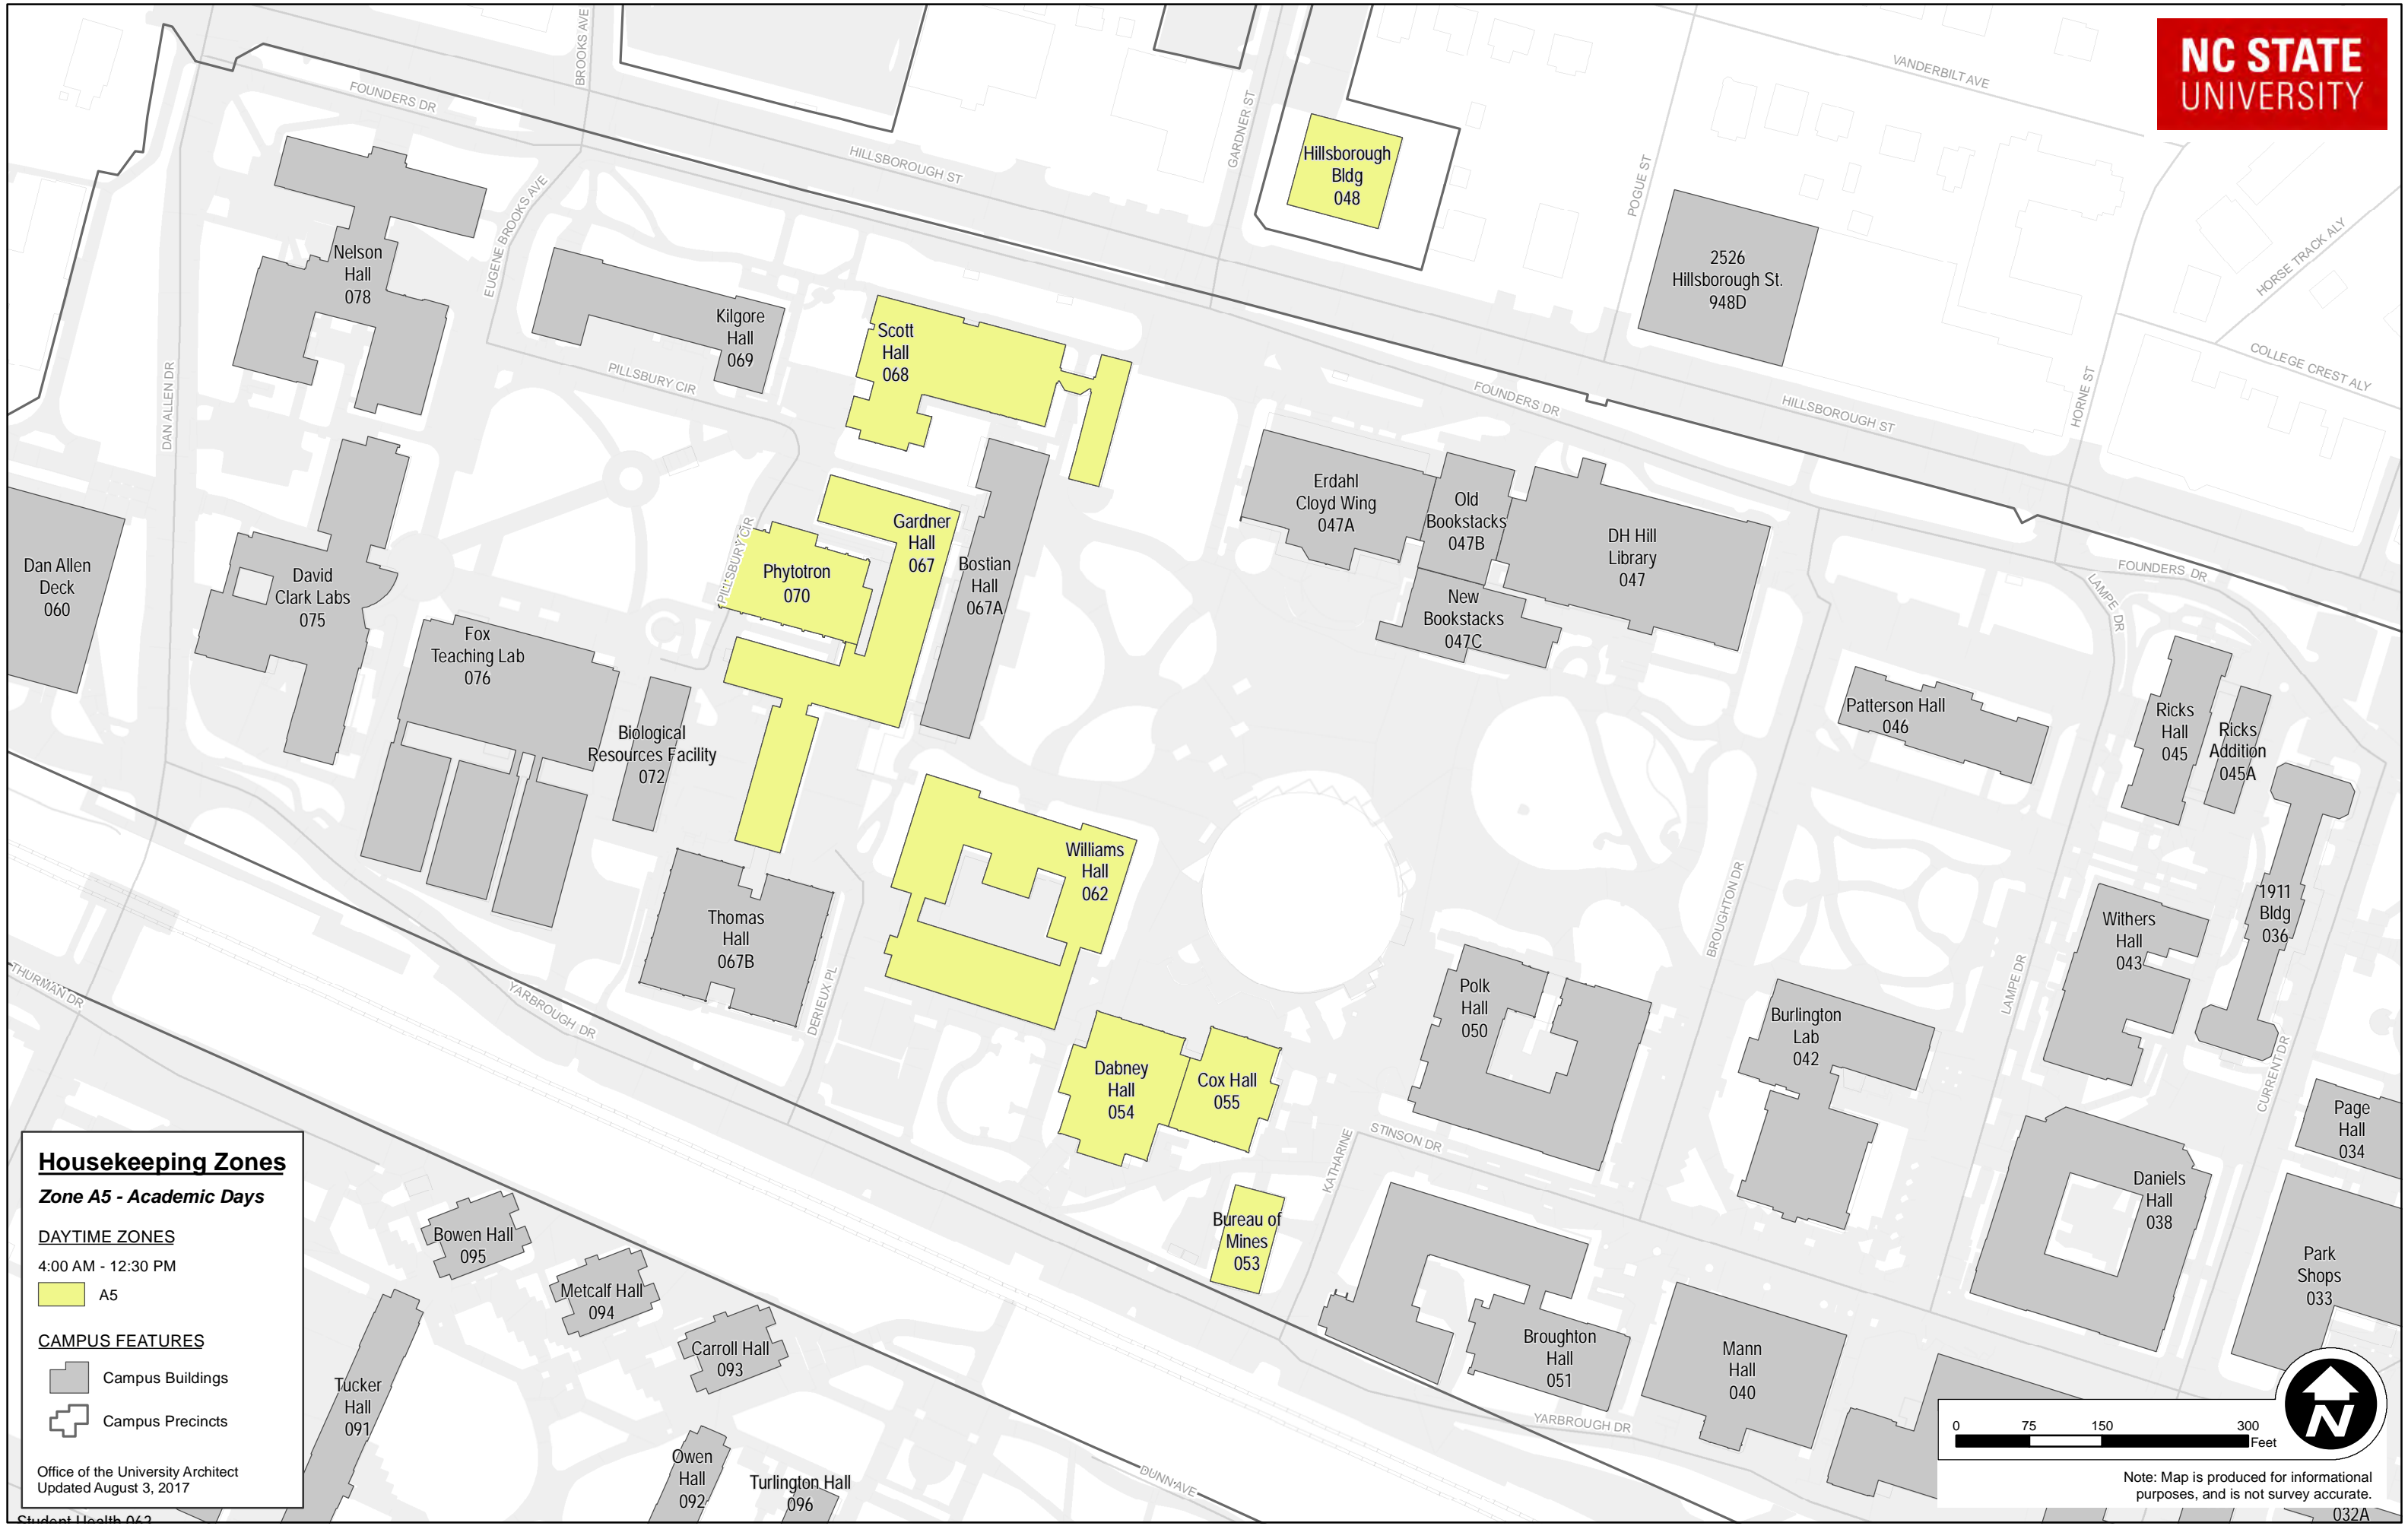 NC STATE
UNIVERSITY
BROOKS AVE
FOUNDERS DR
HILLSBOROUGH ST
GARDNER ST
VANDERBILT AVE
POGUE ST
HORSE TRACK ALY
COLLEGE CREST ALY
HORNE ST
EUGENE BROOKS AVE
DAN ALLEN DR
PILLSBURY CIR
Hillsborough
Bldg
048
2526
Hillsborough St.
948D
Nelson
Hall
078
Kilgore
Hall
069
Scott
Hall
068
FOUNDERS DR
HILLSBOROUGH ST
Erdahl
Cloyd Wing
047A
Old
Bookstacks
047B
DH Hill
Library
047
New
Bookstacks
047C
Gardner
Hall
067
Phytotron
070
PILLSBURY CIR
Bostian
Hall
067A
Dan Allen
Deck
060
David
Clark Labs
075
Fox
Teaching Lab
076
Biological
Resources Facility
072
FOUNDERS DR
LAMPE DR
Patterson Hall
046
Ricks
Hall
045
Ricks
Addition
045A
Williams
Hall
062
Thomas
Hall
067B
DERIEUX PL
BROUGHTON DR
1911
Bldg
036
Withers
Hall
043
LAMPE DR
CURRENT DR
THURMAN DR
YARBROUGH DR
Polk
Hall
050
Burlington
Lab
042
Dabney
Hall
054
Cox Hall
055
KATHARINE
STINSON DR
Page
Hall
034
Daniels
Hall
038
Park
Shops
033
Bureau of
Mines
053
Broughton
Hall
051
Mann
Hall
040
YARBROUGH DR
DUNN AVE
Bowen Hall
095
Metcalf Hall
094
Carroll Hall
093
Tucker
Hall
091
Owen
Hall
092
Turlington Hall
096
Housekeeping Zones
Zone A5 - Academic Days
DAYTIME ZONES
4:00 AM - 12:30 PM
A5
CAMPUS FEATURES
Campus Buildings
Campus Precincts
Office of the University Architect
Updated August 3, 2017
Student Health 062
0 75 150 300
Feet
N
Note: Map is produced for informational
purposes, and is not survey accurate.
032A